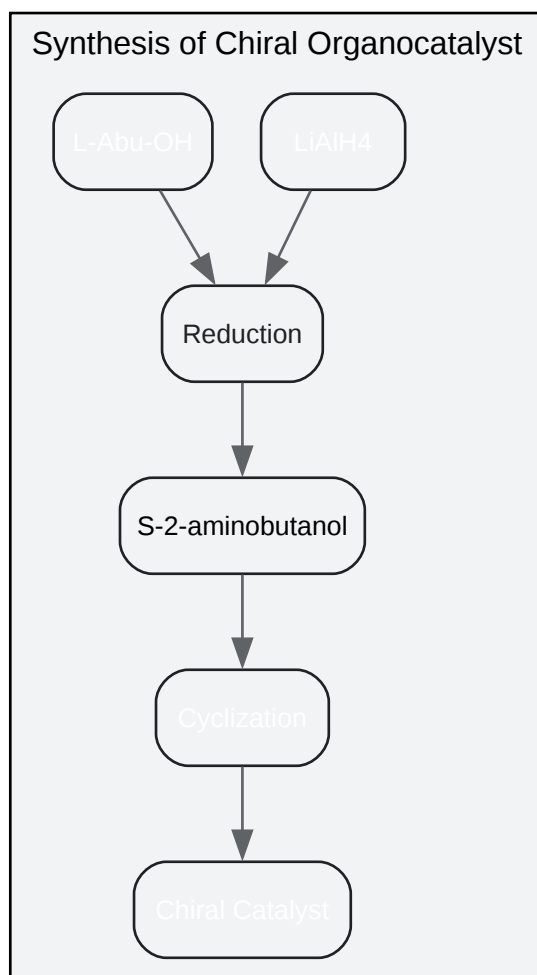 Synthesis of Chiral Organocatalyst
L-Abu-OH
LiAlH4
Reduction
S-2-aminobutanol
Cyclization
Chiral Catalyst